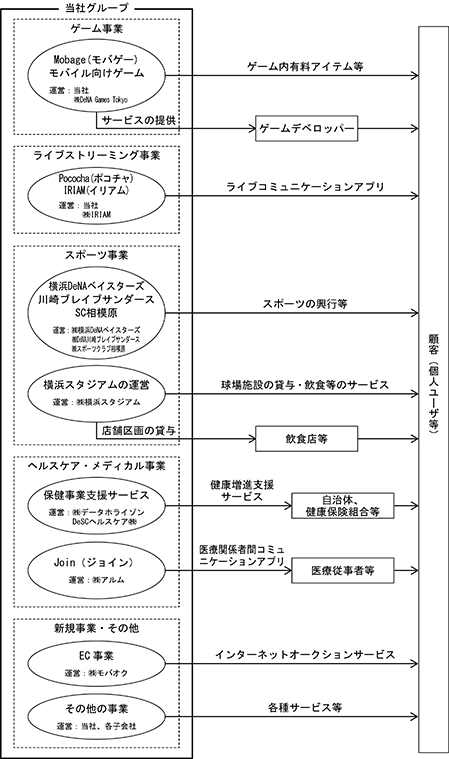 当社グループ
ゲーム事業
Mobage(モバゲー)
モバイル向けゲーム
運営：当社
㈱DeNA Games Tokyo
ゲーム内有料アイテム等
サービスの提供
ゲームデベロッパー
ライブストリーミング事業
Pococha(ポコチャ)
IRIAM(イリアム)
運営：当社
㈱IRIAM
ライブコミュニケーションアプリ
スポーツ事業
横浜DeNAベイスターズ
川崎ブレイブサンダース
SC相模原
運営：㈱横浜DeNAベイスターズ
㈱DeNA川崎ブレイブサンダース
㈱スポーツクラブ相模原
スポーツの興行等
横浜スタジアムの運営
運営：㈱横浜スタジアム
球場施設の貸与・飲食等のサービス
店舗区画の貸与
飲食店等
ヘルスケア・メディカル事業
保健事業支援サービス
運営：㈱データホライゾン
DeSCヘルスケア㈱
健康増進支援
サービス
自治体、
健康保険組合等
Join（ジョイン）
運営：㈱アルム
医療関係者間コミュ
ニケーションアプリ
医療従事者等
新規事業・その他
EC事業
運営：㈱モバオク
インターネットオークションサービス
その他の事業
運営：当社、各子会社
各種サービス等
顧客（個人ユーザ等）